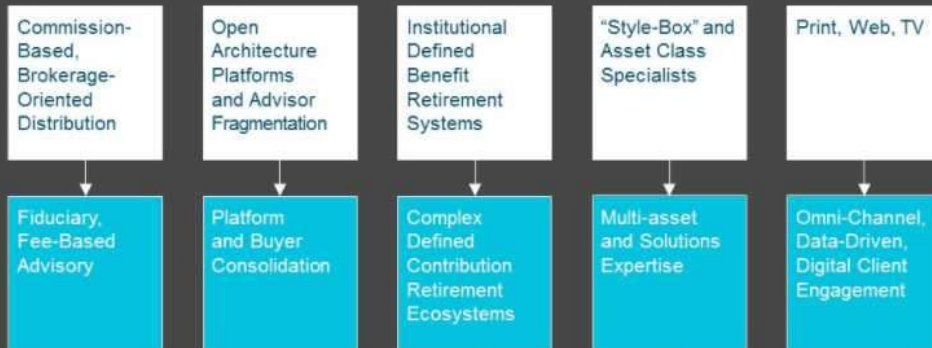 Commission-
Based,
Brokerage-
Oriented
Distribution
Open
Architecture
Platforms
and Advisor
Fragmentation
Institutional
Defined
Benefit
Retirement
Systems
“Style-Box” and
Asset Class
Specialists
Print, Web, TV
Fiduciary,
Fee-Based
Advisory
Platform
and Buyer
Consolidation
Complex
Defined
Contribution
Retirement
Ecosystems
Multi-asset
and Solutions
Expertise
Omni-Channel,
Data-Driven,
Digital Client
Engagement